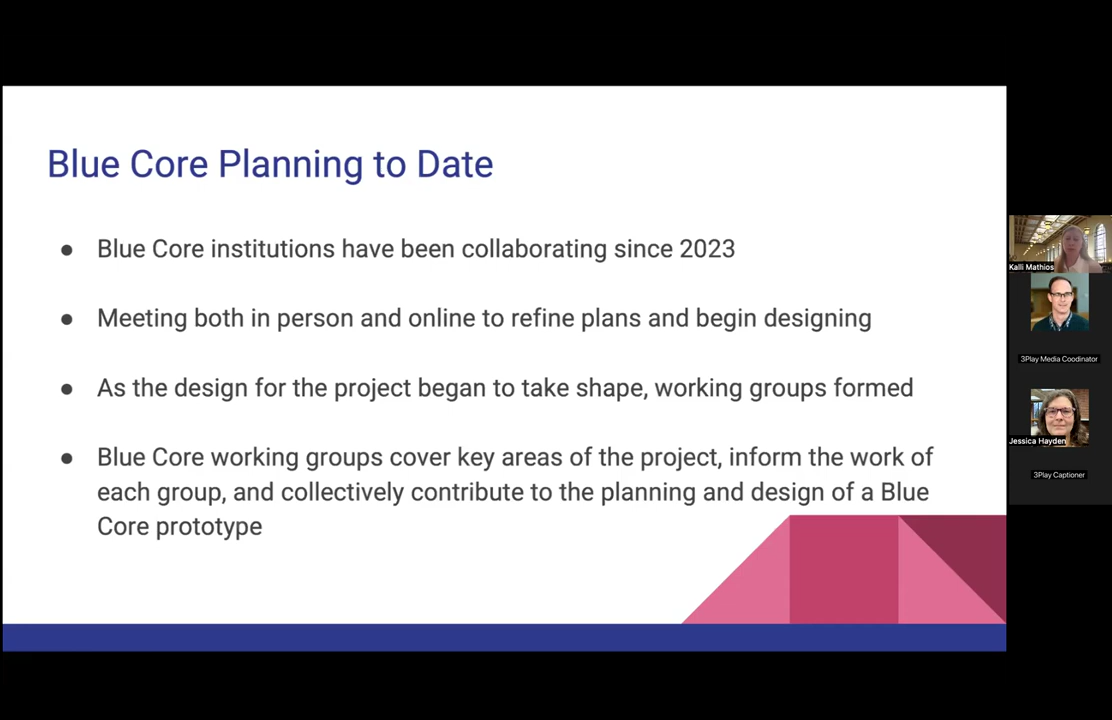 Blue Core Planning to Date
● Blue Core institutions have been collaborating since 2023
● Meeting both in person and online to refine plans and begin designing
● As the design for the project began to take shape, working groups formed
● Blue Core working groups cover key areas of the project, inform the work of
each group, and collectively contribute to the planning and design of a Blue
Core prototype
Kalli Mathios
3Play Media Coodinator
Jessica Hayden
3Play Captioner